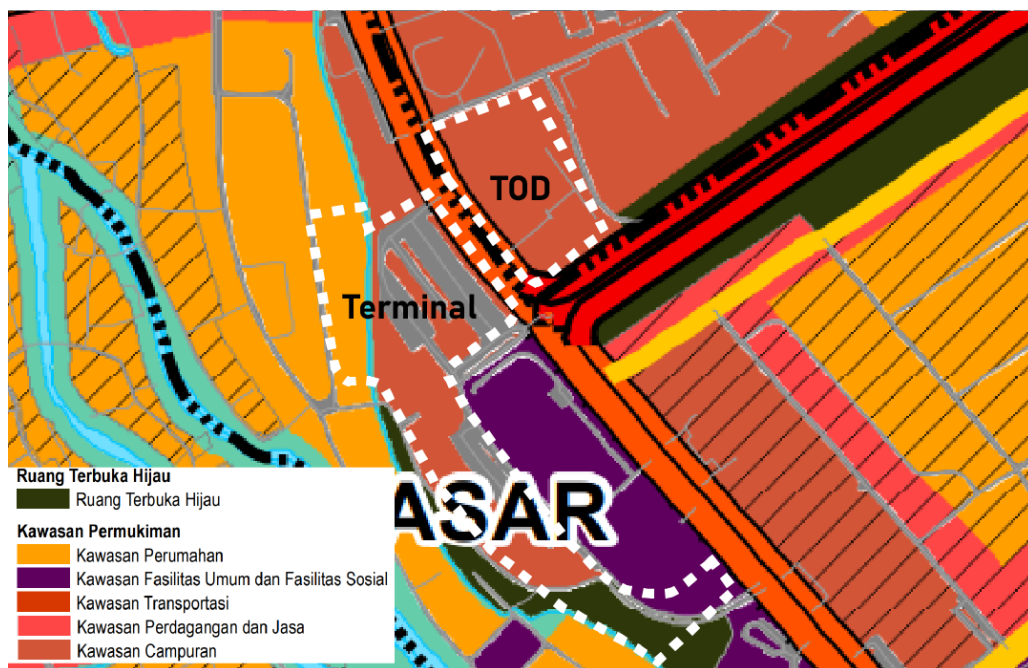 TOD
Terminal
ASAR
Ruang Terbuka Hijau
Ruang Terbuka Hijau
Kawasan Permukiman
Kawasan Perumahan
Kawasan Fasilitas Umum dan Fasilitas Sosial
Kawasan Transportasi
Kawasan Perdagangan dan Jasa
Kawasan Campuran